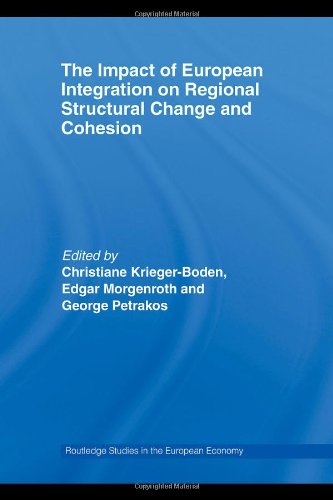 The Impact of European
Integration on Regional
Structural Change and
Cohesion
Edited by
Christiane Krieger-Boden,
Edgar Morgenroth and
George Petrakos
Routledge Studies in the European Economy